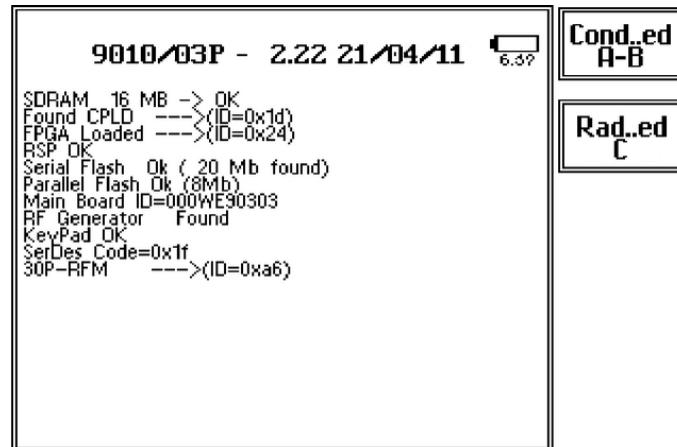 9010/03P - 2.22 21/04/11
6.39
SDRAM 16 MB -> OK
Found CPLD --->(ID=0x1d)
FPGA Loaded --->(ID=0x24)
RSP OK
Serial Flash Ok ( 20 Mb found)
Parallel Flash Ok (8Mb)
Main Board ID=000WE90303
RF Generator Found
KeyPad OK
SerDes Code=0x1f
30P-RFM --->(ID=0xa6)
Cond..ed
A-B
Rad..ed
C